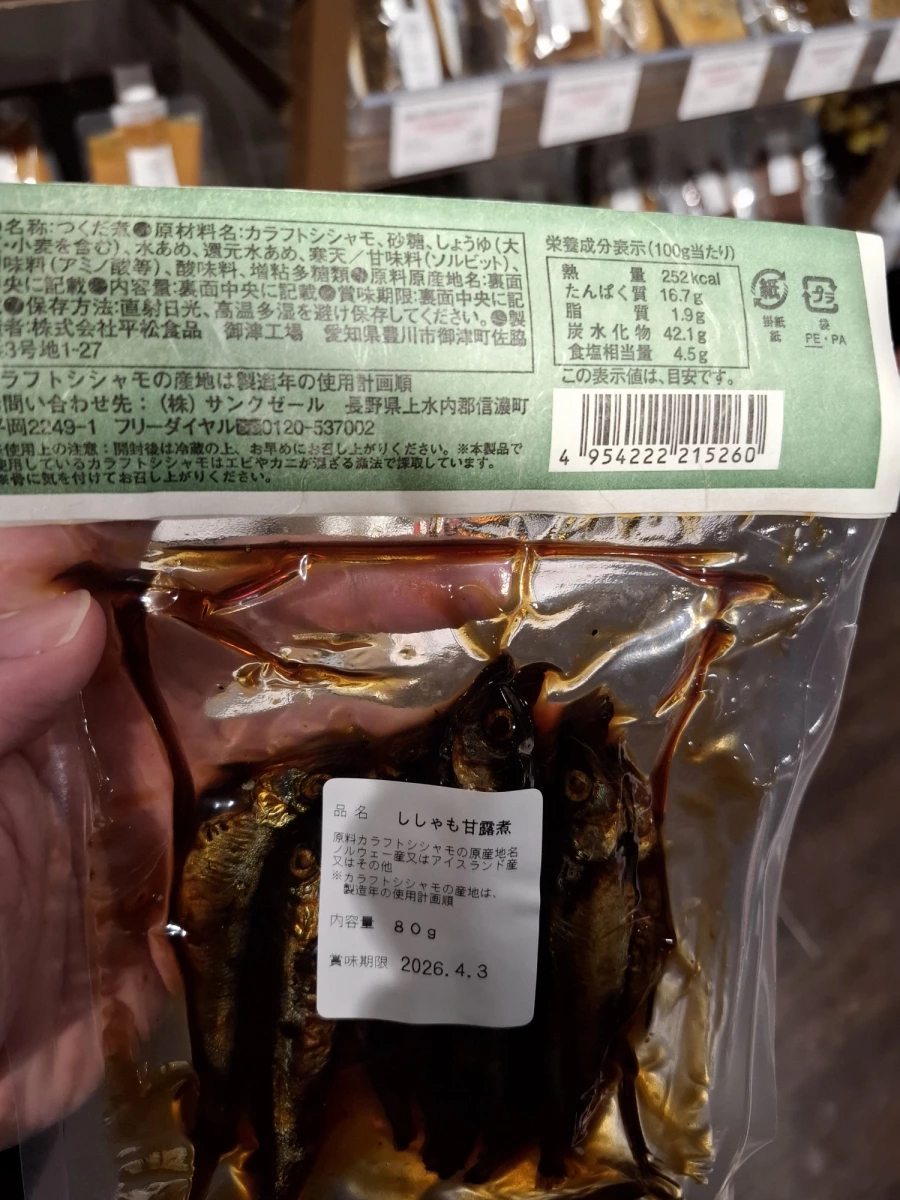 名称:つくだ煮●原材料名:カラフトシシャモ、砂糖、しょうゆ(大
・小麦を含む)、水あめ、還元水あめ、寒天/甘味料(ソルビット)、
味料(アミノ酸等)、酸味料、増粘多糖類●原料原産地名:裏面
央に記載●内容量:裏面中央に記載●賞味期限:裏面中央に記
●保存方法:直射日光、高温多湿を避け保存してください。●製
者:株式会社平松食品 御津工場 愛知県豊川市御津町佐脇
3号地1-27
ラフトシシャモの産地は製造年の使用計画順
問い合わせ先:(株)サンクゼール 長野県上水内郡信濃町
平岡2249-1 フリーダイヤル 0120-537002
使用上の注意:開封後は冷蔵の上、お早めにお召し上がりください。※本製品で
使用しているカラフトシシャモはエビやカニが混ざる漁法で採取しています。
※骨に気を付けてお召し上がりください。
栄養成分表示(100g当たり)
熱量 252kcal
たんぱく質 16.7g
脂質 1.9g
炭水化物 42.1g
食塩相当量 4.5g
この表示値は、目安です。
紙
掛紙
紙
プラ
袋
PE・PA
4 954222 215260
品名 ししゃも甘露煮
原料カラフトシシャモの原産地名
ノルウェー産又はアイスランド産
又はその他
※カラフトシシャモの産地は、
製造年の使用計画順
内容量 80g
賞味期限 2026.4.3